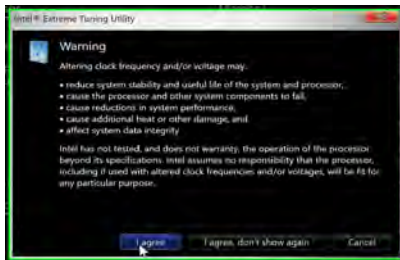 Intel® Extreme Tuning Utility
Warning
Altering clock frequency and/or voltage may:
• reduce system stability and useful life of the system and processor,
• cause the processor and other system components to fail,
• cause reductions in system performance,
• cause additional heat or other damage, and
• affect system data integrity
Intel has not tested, and does not warranty, the operation of the processor
beyond its specifications. Intel assumes no responsibility that the processor,
including if used with altered clock frequencies and/or voltages, will be fit for
any particular purpose.
I agree I agree, don't show again Cancel